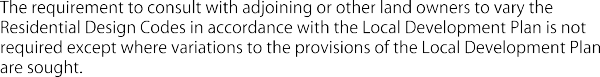 The requirement to consult with adjoining or other land owners to vary the
Residential Design Codes in accordance with the Local Development Plan is not
required except where variations to the provisions of the Local Development Plan
are sought.